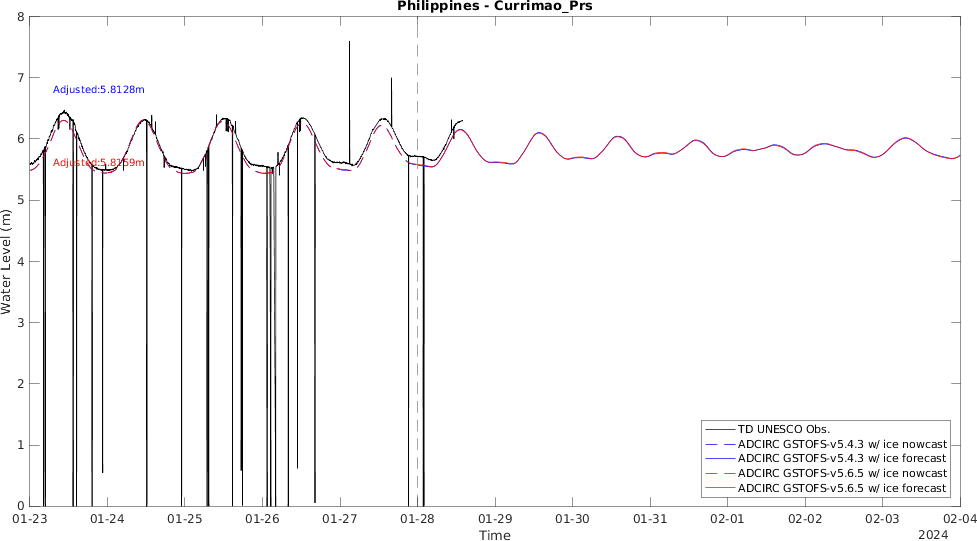 Philippines - Currimao_Prs
8
7
6
5
4
3
2
1
0
Water Level (m)
Adjusted:5.8128m
Adjusted:5.8159m
TD UNESCO Obs.
ADCIRC GSTOFS-v5.4.3 w/ ice nowcast
ADCIRC GSTOFS-v5.4.3 w/ ice forecast
ADCIRC GSTOFS-v5.6.5 w/ ice nowcast
ADCIRC GSTOFS-v5.6.5 w/ ice forecast
01-23 01-24 01-25 01-26 01-27 01-28 01-29 01-30 01-31 02-01 02-02 02-03 02-04
Time
2024